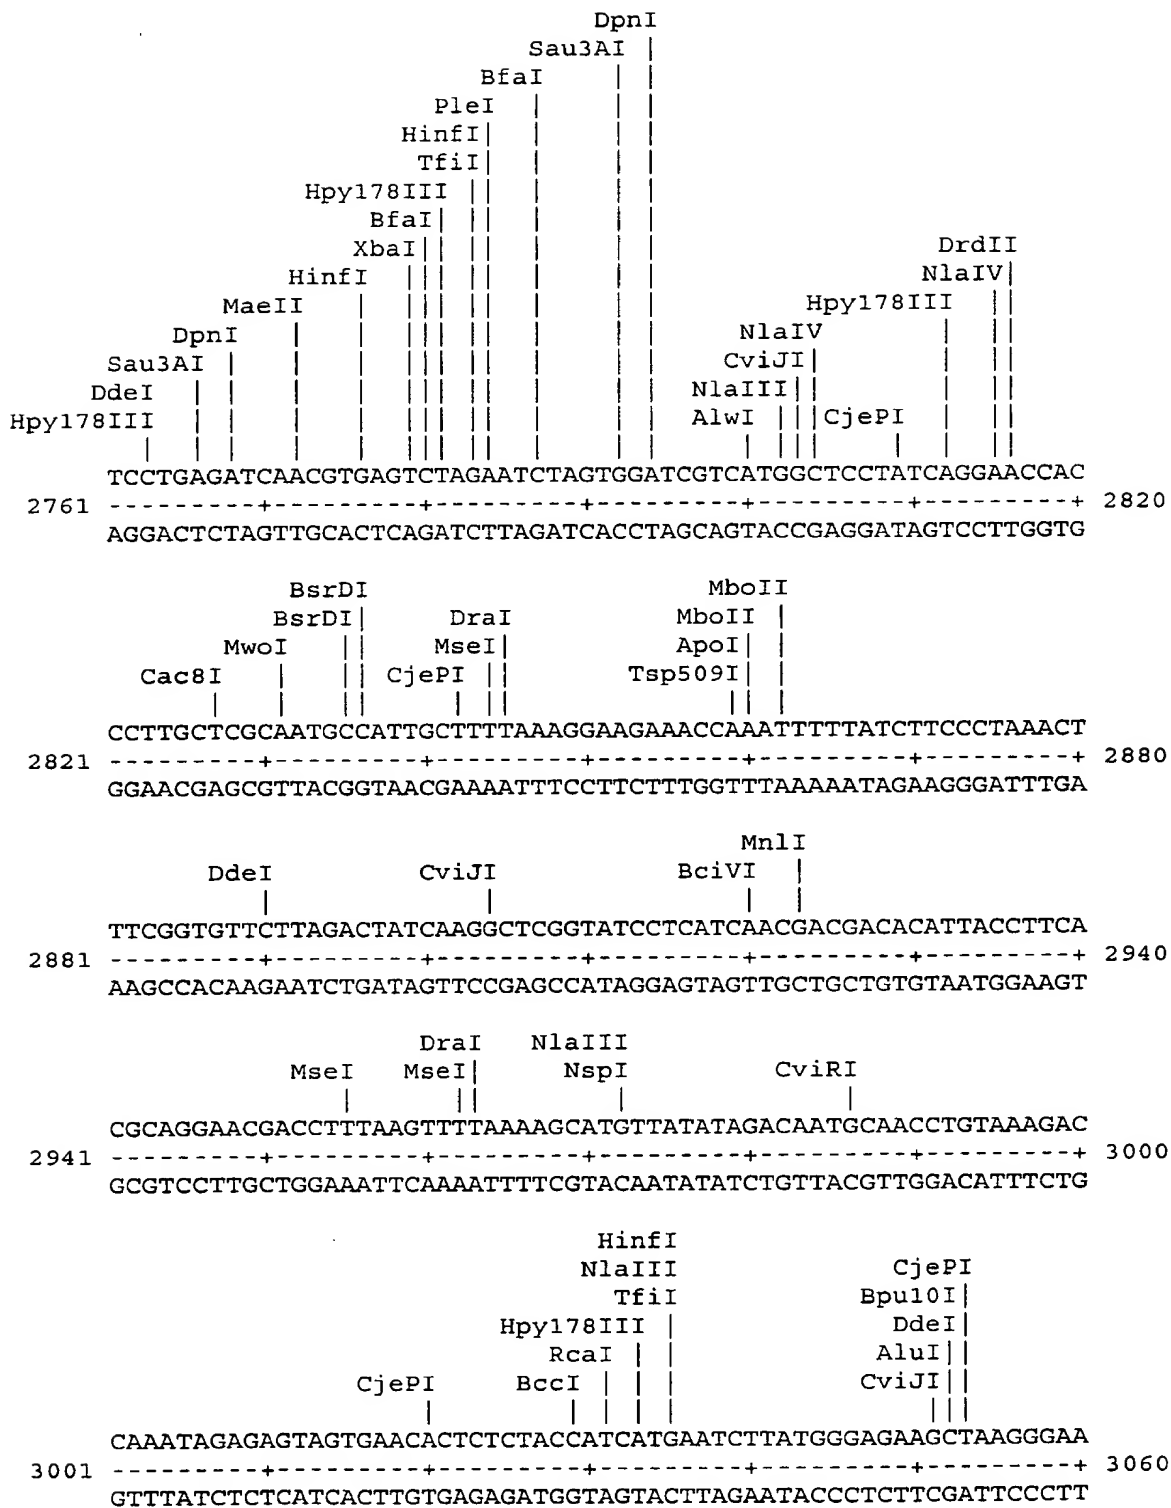 DpnI
Sau3AI
BfaI
PleI
HinfI
TfiI
Hpy178III
BfaI
XbaI DrdII
HinfI NlaIV
MaeII Hpy178III
DpnI NlaIV
Sau3AI CviJI
DdeI NlaIII
Hpy178III AlwI CjePI
TCCTGAGATCAACGTGAGTCTAGAATCTAGTGGATCGTCATGGCTCCTATCAGGAACCAC
2761 ---------+---------+---------+---------+---------+---------+ 2820
AGGACTCTAGTTGCACTCAGATCTTAGATCACCTAGCAGTACCGAGGATAGTCCTTGGTG
BsrDI MboII
BsrDI DraI MboII
MwoI MseI ApoI
Cac8I CjePI Tsp509I
CCTTGCTCGCAATGCCATTGCTTTTAAAGGAAGAAACCAAATTTTTATCTTCCCTAAACT
2821 ---------+---------+---------+---------+---------+---------+ 2880
GGAACGAGCGTTACGGTAACGAAAATTTCCTTCTTTGGTTTAAAAATAGAAGGGATTTGA
MnlI
DdeI CviJI BciVI
TTCGGTGTTCTTAGACTATCAAGGCTCGGTATCCTCATCAACGACGACACATTACCTTCA
2881 ---------+---------+---------+---------+---------+---------+ 2940
AAGCCACAAGAATCTGATAGTTCCGAGCCATAGGAGTAGTTGCTGCTGTGTAATGGAAGT
DraI NlaIII
MseI MseI NspI CviRI
CGCAGGAACGACCTTTAAGTTTTAAAAGCATGTTATATAGACAATGCAACCTGTAAAGAC
2941 ---------+---------+---------+---------+---------+---------+ 3000
GCGTCCTTGCTGGAAATTCAAAATTTTCGTACAATATATCTGTTACGTTGGACATTTCTG
HinfI
NlaIII CjePI
TfiI Bpu10I
Hpy178III DdeI
RcaI AluI
CjePI BccI CviJI
CAAATAGAGAGTAGTGAACACTCTCTACCATCATGAATCTTATGGGAGAAGCTAAGGGAA
3001 ---------+---------+---------+---------+---------+---------+ 3060
GTTTATCTCTCATCACTTGTGAGAGATGGTAGTACTTAGAATACCCTCTTCGATTCCCTT